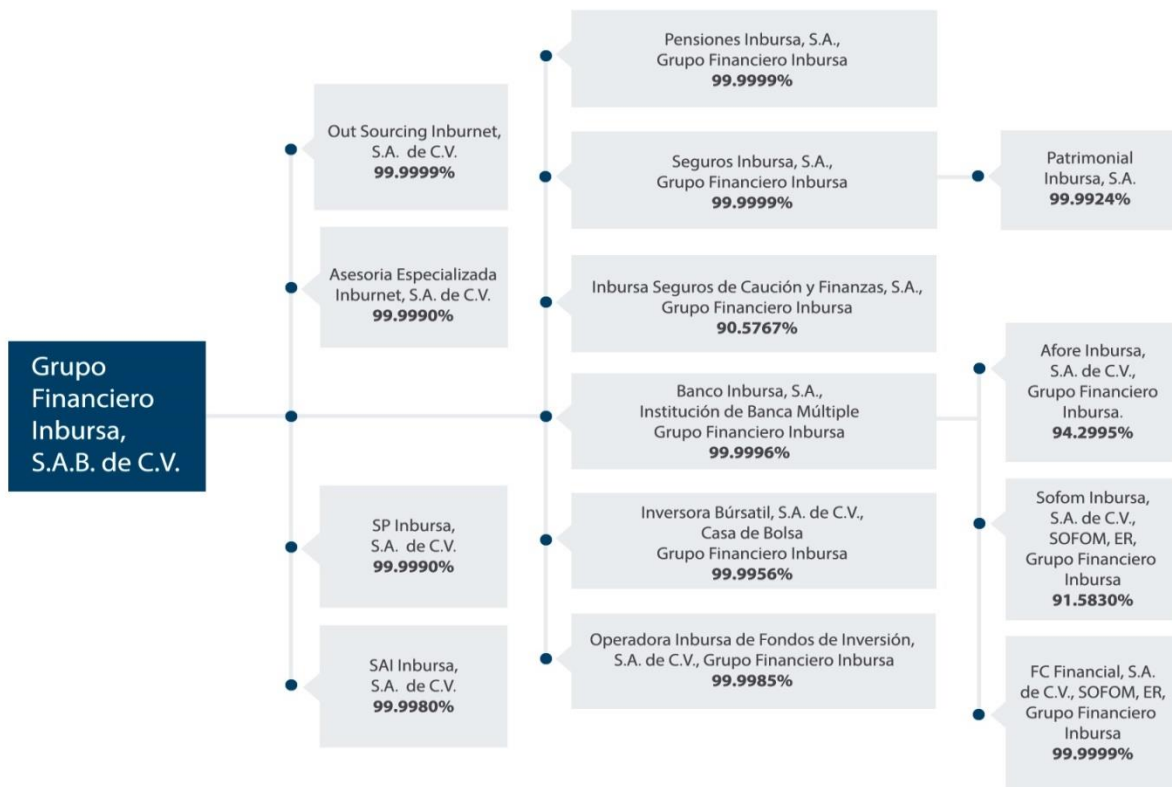 Grupo
Financiero
Inbursa,
S.A.B. de C.V.
Out Sourcing Inburnet,
S.A. de C.V.
99.9999%
Asesoria Especializada
Inburnet, S.A. de C.V.
99.9990%
SP Inbursa,
S.A. de C.V.
99.9990%
SAI Inbursa,
S.A. de C.V.
99.9980%
Pensiones Inbursa, S.A.,
Grupo Financiero Inbursa
99.9999%
Seguros Inbursa, S.A.,
Grupo Financiero Inbursa
99.9999%
Inbursa Seguros de Caución y Finanzas, S.A.,
Grupo Financiero Inbursa
90.5767%
Banco Inbursa, S.A.,
Institución de Banca Múltiple
Grupo Financiero Inbursa
99.9996%
Inversora Búrsatil, S.A. de C.V.,
Casa de Bolsa
Grupo Financiero Inbursa
99.9956%
Operadora Inbursa de Fondos de Inversión,
S.A. de C.V., Grupo Financiero Inbursa
99.9985%
Patrimonial
Inbursa, S.A.
99.9924%
Afore Inbursa,
S.A. de C.V.,
Grupo Financiero
Inbursa.
94.2995%
Sofom Inbursa,
S.A. de C.V.,
SOFOM, ER,
Grupo Financiero
Inbursa
91.5830%
FC Financial, S.A.
de C.V., SOFOM, ER,
Grupo Financiero
Inbursa
99.9999%